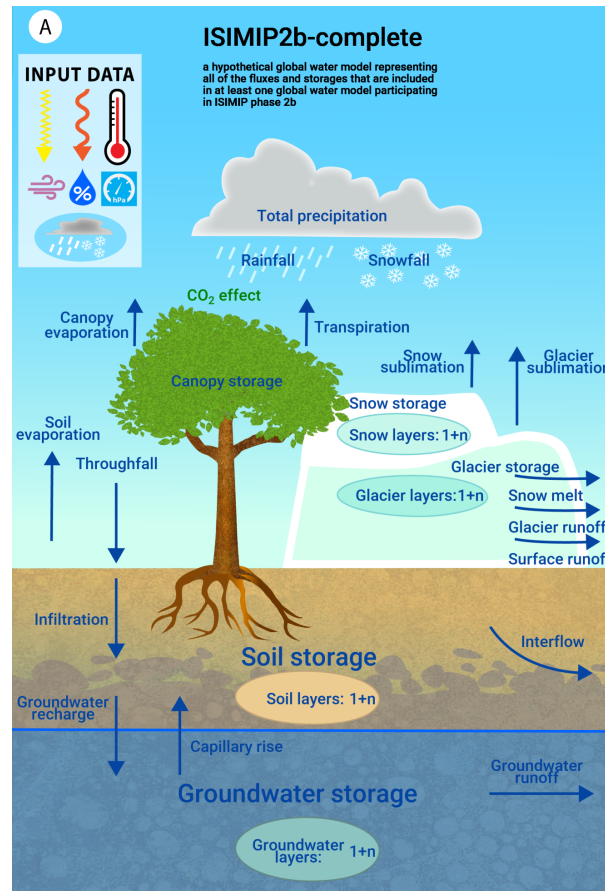 A
ISIMIP2b-complete
a hypothetical global water model representing
all of the fluxes and storages that are included
in at least one global water model participating
in ISIMIP phase 2b
INPUT DATA
%
hPa
Total precipitation
Rainfall
Snowfall
CO₂ effect
Canopy
evaporation
Transpiration
Snow
sublimation
Glacier
sublimation
Canopy storage
Snow storage
Snow layers: 1+n
Soil
evaporation
Throughfall
Glacier storage
Glacier layers: 1+n
Snow melt
Glacier runoff
Surface runoff
Infiltration
Interflow
Soil storage
Soil layers: 1+n
Groundwater
recharge
Capillary rise
Groundwater
runoff
Groundwater storage
Groundwater
layers: 1+n